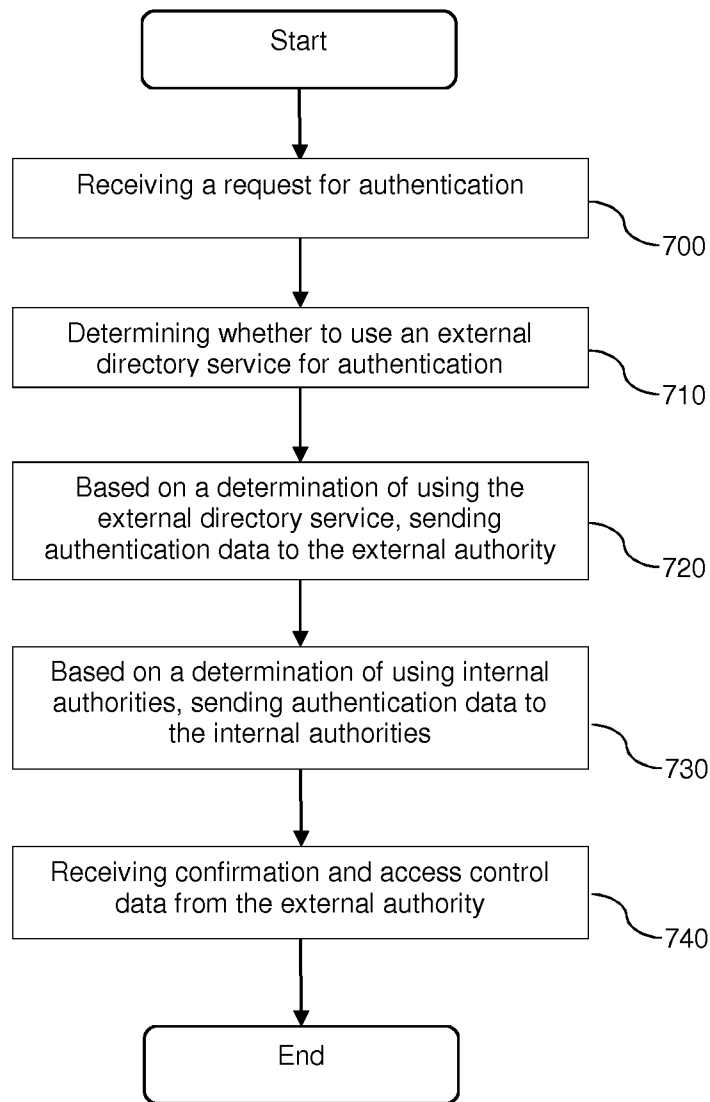 Start
Receiving a request for authentication
700
Determining whether to use an external
directory service for authentication
710
Based on a determination of using the
external directory service, sending
authentication data to the external authority
720
Based on a determination of using internal
authorities, sending authentication data to
the internal authorities
730
Receiving confirmation and access control
data from the external authority
740
End